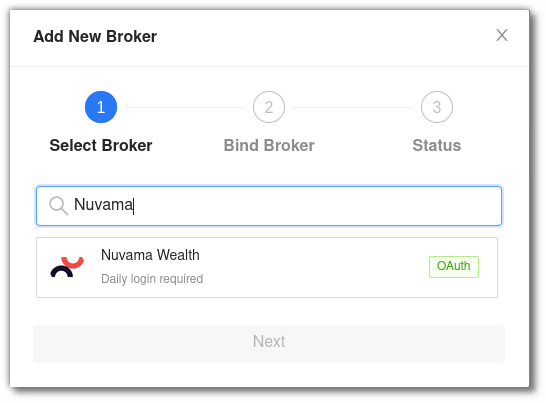 Add New Broker
1
2
3
Select Broker
Bind Broker
Status
Nuvama
Nuvama Wealth
OAuth
Daily login required
Next